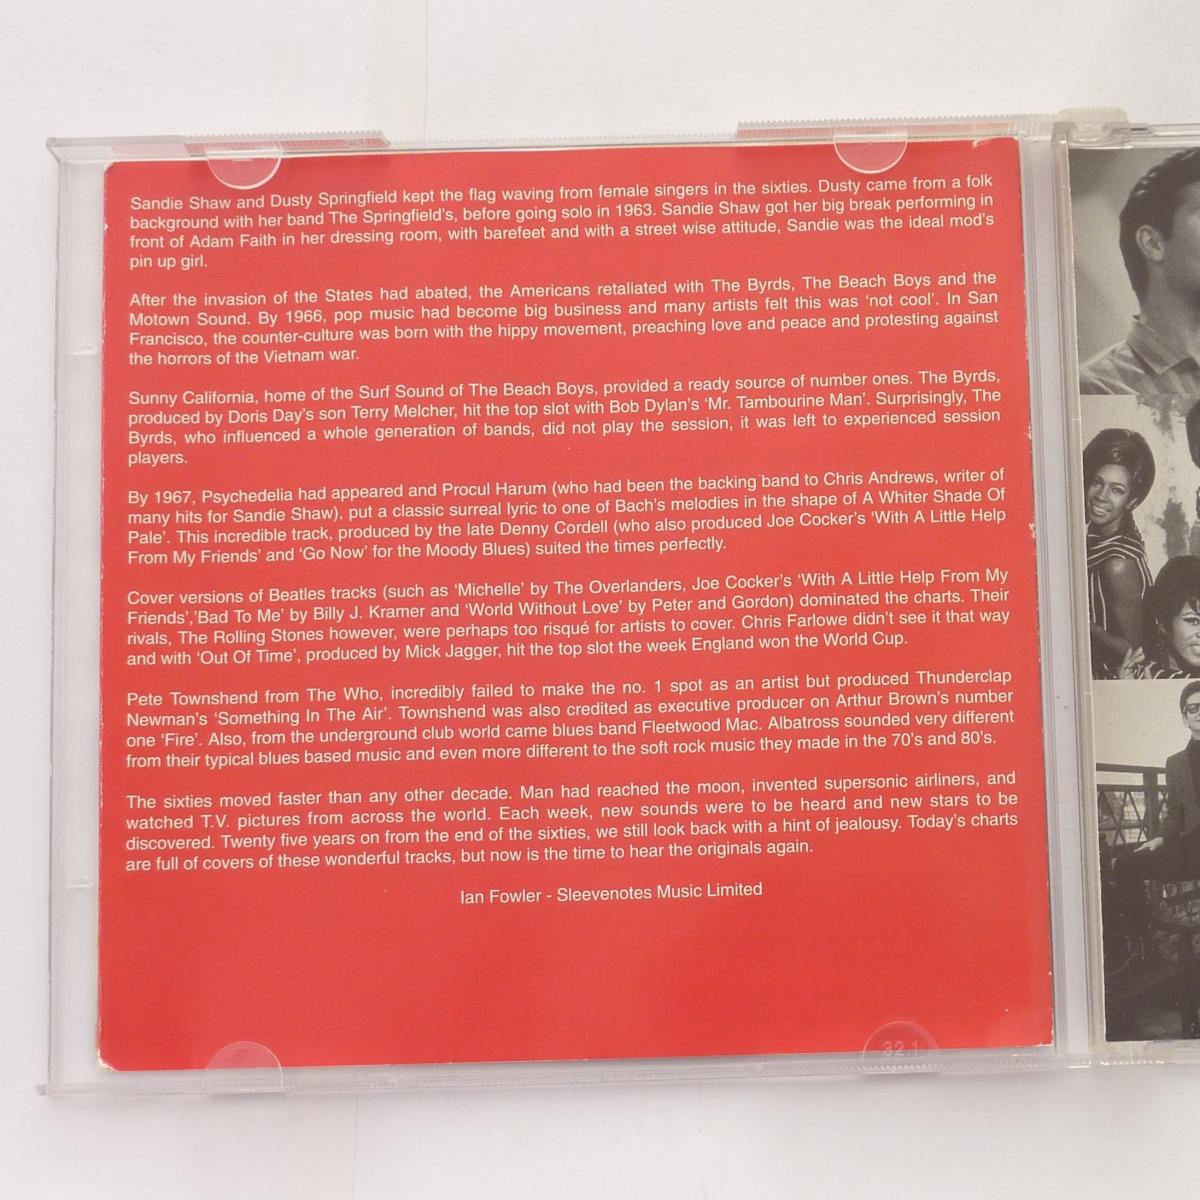 Sandie Shaw and Dusty Springfield kept the flag waving from female singers in the sixties. Dusty came from a folk
background with her band The Springfield's, before going solo in 1963. Sandie Shaw got her big break performing in
front of Adam Faith in her dressing room, with barefeet and with a street wise attitude, Sandie was the ideal mod's
pin up girl.
After the invasion of the States had abated, the Americans retaliated with The Byrds, The Beach Boys and the
Motown Sound. By 1966, pop music had become big business and many artists felt this was 'not cool'. In San
Francisco, the counter-culture was born with the hippy movement, preaching love and peace and protesting against
the horrors of the Vietnam war.
Sunny California, home of the Surf Sound of The Beach Boys, provided a ready source of number ones. The Byrds,
produced by Doris Day's son Terry Melcher, hit the top slot with Bob Dylan's 'Mr. Tambourine Man'. Surprisingly, The
Byrds, who influenced a whole generation of bands, did not play the session, it was left to experienced session
players.
By 1967, Psychedelia had appeared and Procul Harum (who had been the backing band to Chris Andrews, writer of
many hits for Sandie Shaw), put a classic surreal lyric to one of Bach's melodies in the shape of A Whiter Shade Of
Pale'. This incredible track, produced by the late Denny Cordell (who also produced Joe Cocker's 'With A Little Help
From My Friends' and 'Go Now' for the Moody Blues) suited the times perfectly.
Cover versions of Beatles tracks (such as 'Michelle' by The Overlanders, Joe Cocker's 'With A Little Help From My
Friends','Bad To Me' by Billy J. Kramer and 'World Without Love' by Peter and Gordon) dominated the charts. Their
rivals, The Rolling Stones however, were perhaps too risqué for artists to cover. Chris Farlowe didn't see it that way
and with 'Out Of Time', produced by Mick Jagger, hit the top slot the week England won the World Cup.
Pete Townshend from The Who, incredibly failed to make the no. 1 spot as an artist but produced Thunderclap
Newman's 'Something In The Air'. Townshend was also credited as executive producer on Arthur Brown's number
one 'Fire'. Also, from the underground club world came blues band Fleetwood Mac. Albatross sounded very different
from their typical blues based music and even more different to the soft rock music they made in the 70's and 80's.
The sixties moved faster than any other decade. Man had reached the moon, invented supersonic airliners, and
watched T.V. pictures from across the world. Each week, new sounds were to be heard and new stars to be
discovered. Twenty five years on from the end of the sixties, we still look back with a hint of jealousy. Today's charts
are full of covers of these wonderful tracks, but now is the time to hear the originals again.
Ian Fowler - Sleevenotes Music Limited
32.1